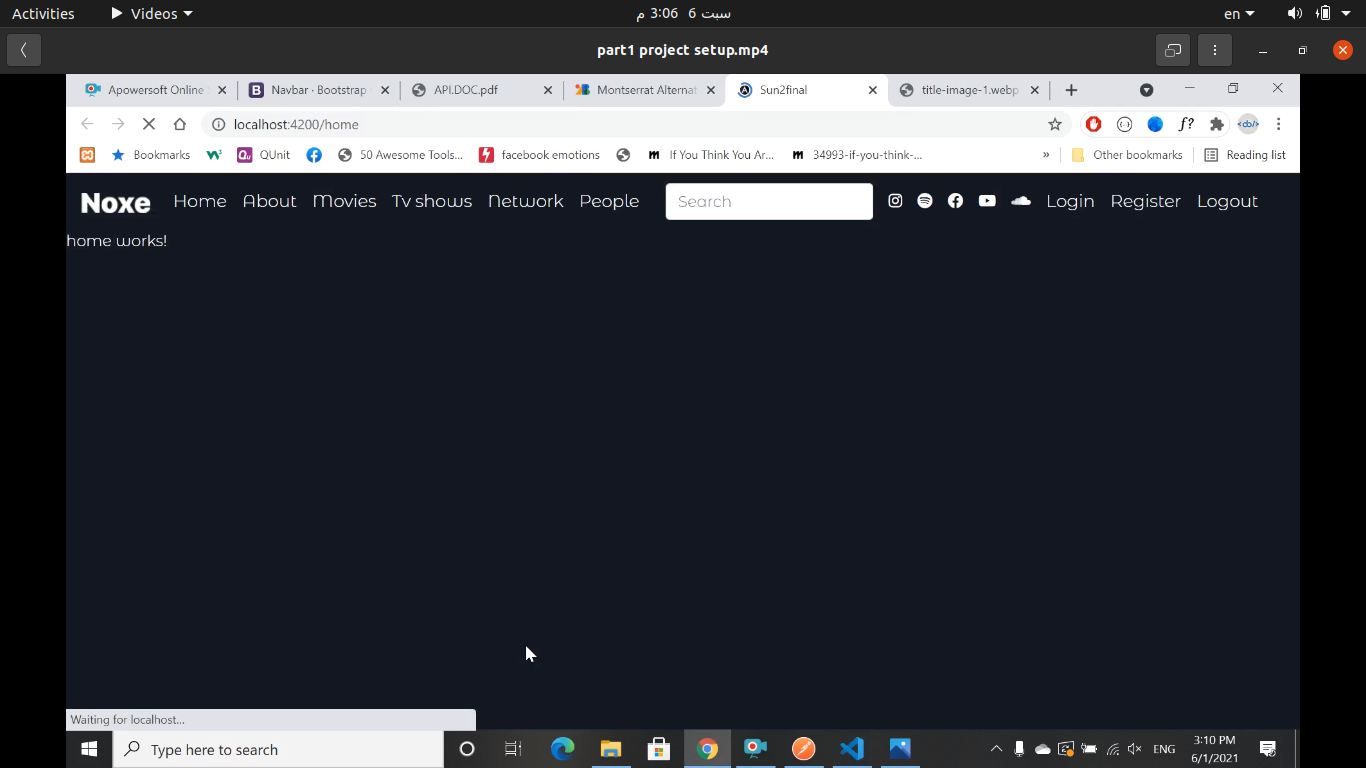 Activities Videos سبت 6 3:06 م en
part1 project setup.mp4
Apowersoft Online Navbar · Bootstrap API.DOC.pdf Montserrat Alternat Sun2final title-image-1.webp
localhost:4200/home f?
Bookmarks QUnit 50 Awesome Tools... facebook emotions If You Think You Ar... 34993-if-you-think-... » Other bookmarks Reading list
Noxe Home About Movies Tv shows Network People Search Login Register Logout
home works!
Waiting for localhost...
Type here to search ENG 3:10 PM
6/1/2021